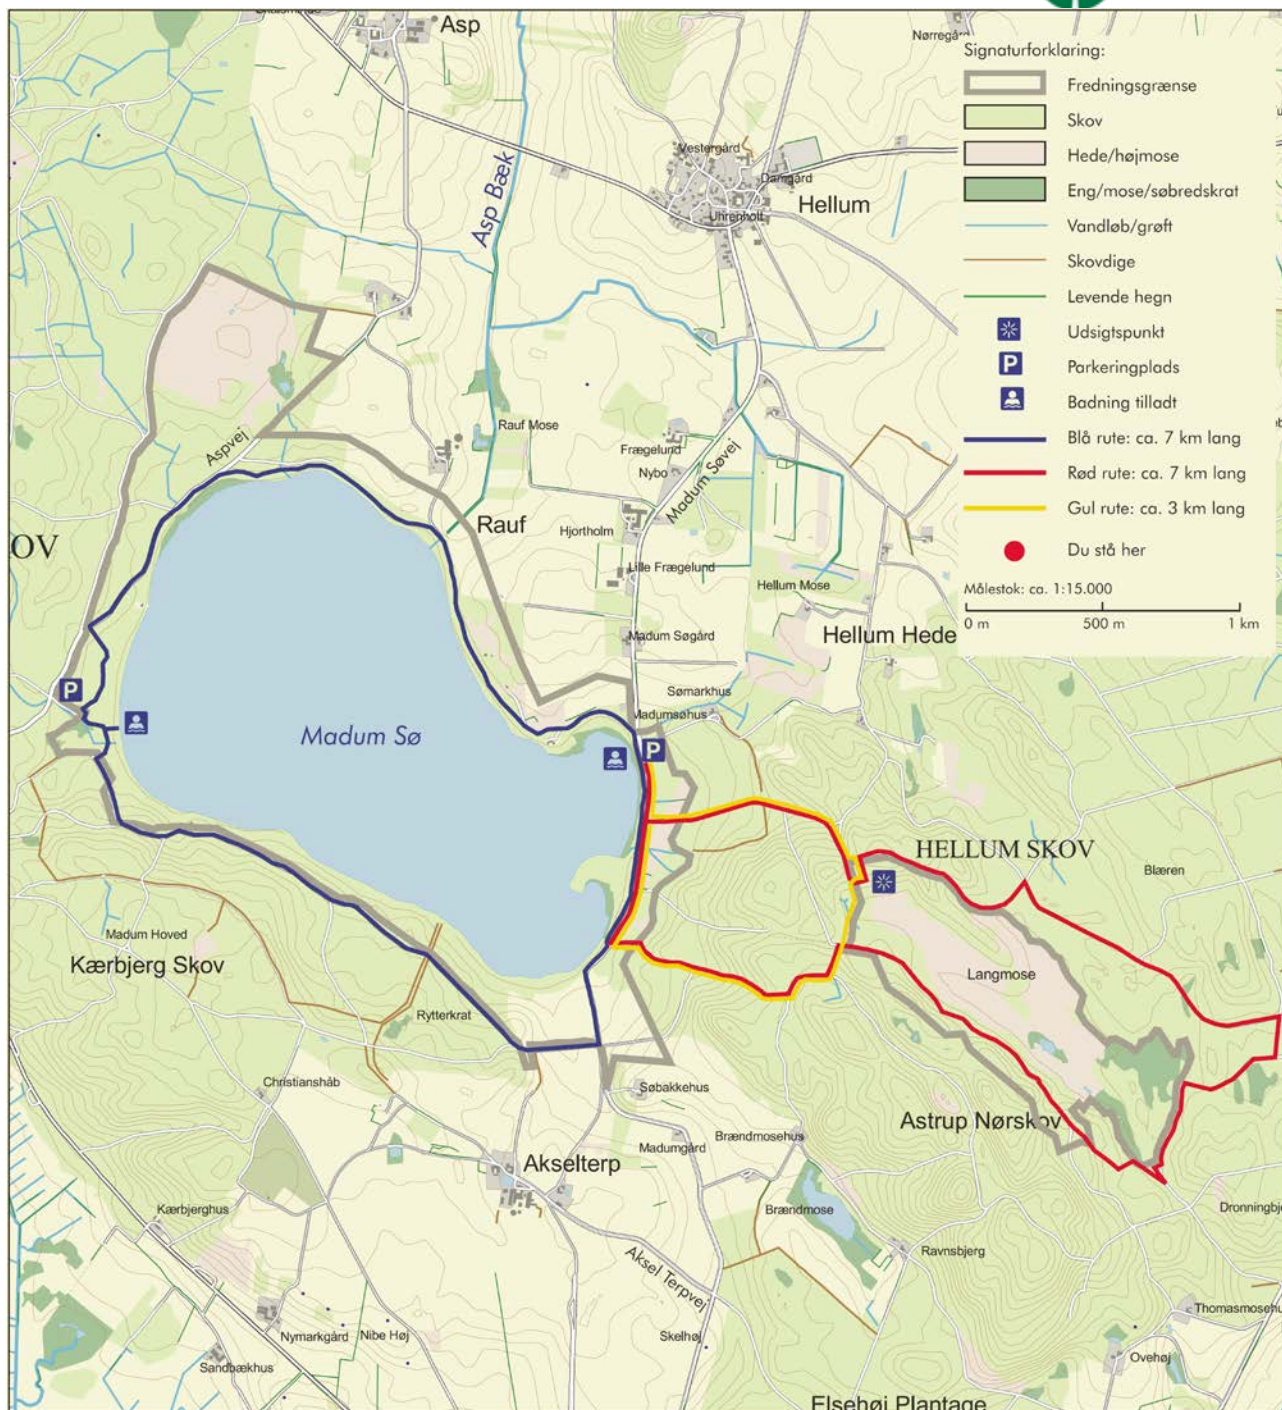 Asp
Nørregård
Signaturforklaring:
Fredningsgrænse
Skov
Hede/højmose
Eng/mose/søbredskrat
Vandløb/grøft
Skovdige
Levende hegn
Udsigtspunkt
P
Parkeringplads
Badning tilladt
Blå rute: ca. 7 km lang
Rød rute: ca. 7 km lang
Gul rute: ca. 3 km lang
Du stå her
Målestok: ca. 1:15.000
0 m
500 m
1 km
Vestergård
Damgård
Hellum
Uhrenholt
Asp Bæk
Rauf Mose
Aspvej
Frægelund
Nybo
Madum Søvej
Rauf
Hjortholm
OV
Lille Frægelund
Hellum Mose
Madum Søgård
Hellum Hede
P
Sømarkhus
Madumsøhus
Madum Sø
P
HELLUM SKOV
Blæren
Madum Hoved
Kærbjerg Skov
Langmose
Rytterkrat
Christianshåb
Søbakkehus
Astrup Nørskov
Brændmosehus
Madumgård
Akselterp
Kærbjerghus
Brændmose
Dronningbj
Ravnsbjerg
Aksel Terpvej
Thomasmosehu
Nymarkgård
Nibe Høj
Skelhøj
Sandbækhus
Ovehøj
Elsehøj Plantage